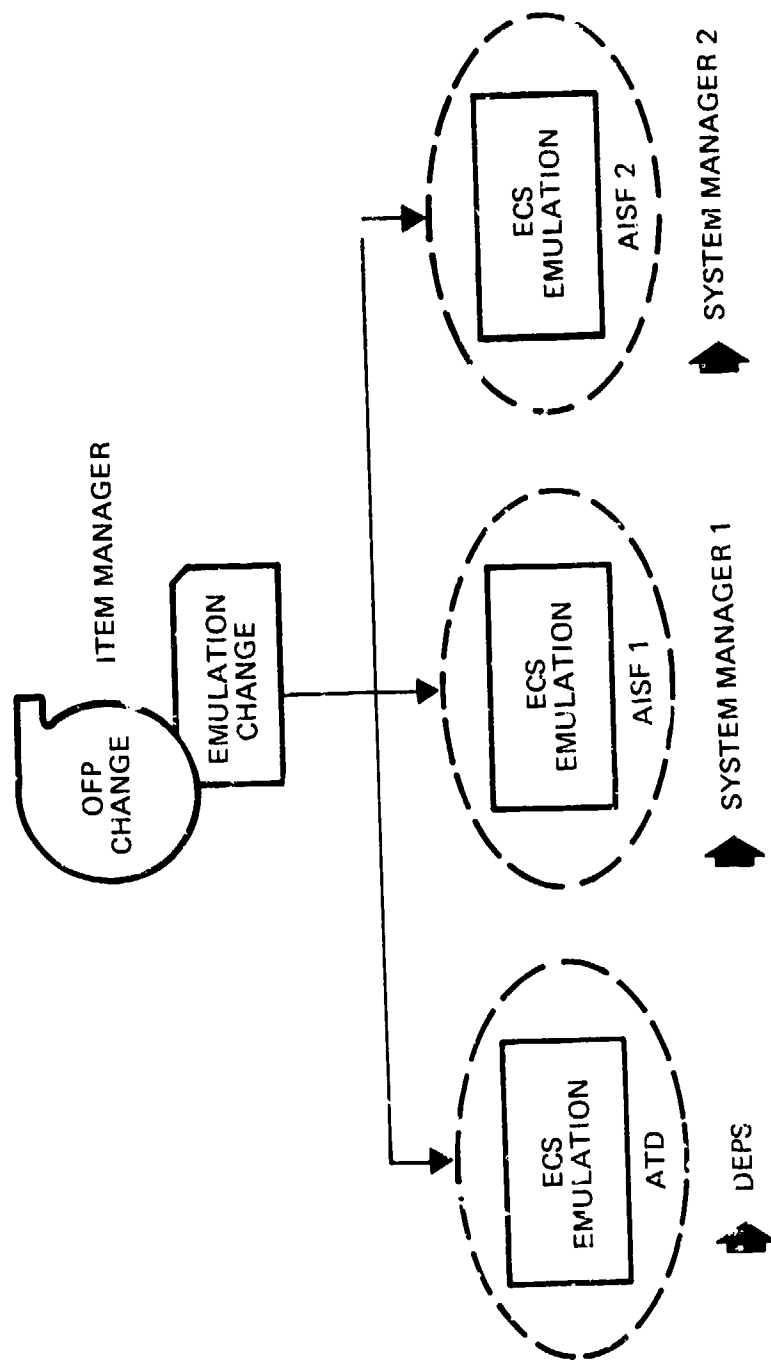 ITEM MANAGER
OFP
CHANGE
EMULATION
CHANGE
ECS
EMULATION
ATD
DEPS
ECS
EMULATION
AISF 1
SYSTEM MANAGER 1
ECS
EMULATION
AISF 2
SYSTEM MANAGER 2